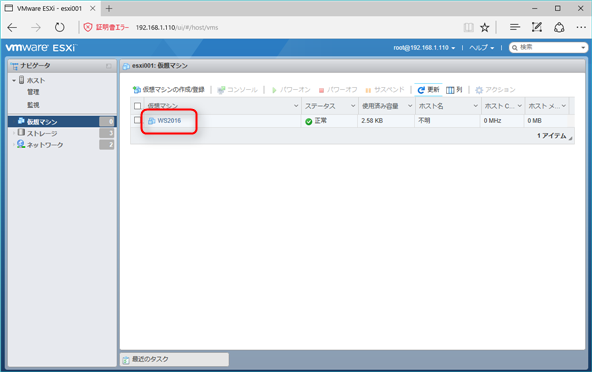 VMware ESXi - esxi001
証明書エラー 192.168.1.110/ui/#/host/vms
vmware ESXi™ root@192.168.1.110 ヘルプ 検索
ナビゲータ
esxi001: 仮想マシン
ホスト
管理
監視
仮想マシン
ストレージ
ネットワーク 2
仮想マシンの作成/登録 コンソール パワーオン パワーオフ サスペンド 更新 列 アクション
仮想マシン ステータス 使用済み容量 ホスト名 ホスト C... ホスト メ...
WS2016 正常 2.58 KB 不明 0 MHz 0 MB
1 アイテム
最近のタスク